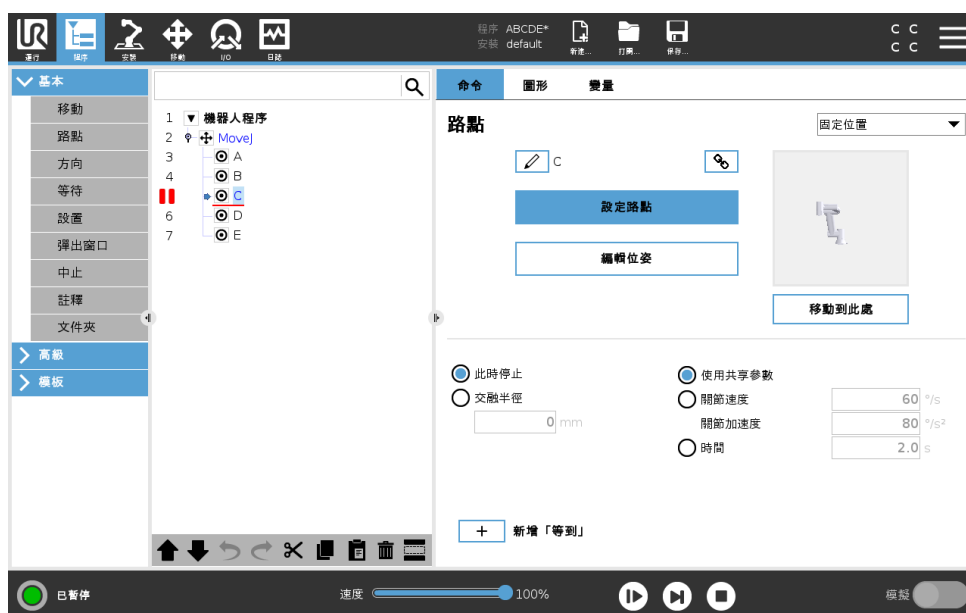 UR
運行
程序
安裝
移動
I/O
日誌
程序 ABCDE*
安裝 default
新建...
打開...
保存...
C C
C C
基本
移動
路點
方向
等待
設置
彈出窗口
中止
註釋
文件夾
高級
模板
1 機器人程序
2 MoveJ
3 A
4 B
C
6 D
7 E
命令 圖形 變量
路點
固定位置
C
設定路點
編輯位姿
移動到此處
此時停止
交融半徑
0 mm
使用共享參數
關節速度 60 °/s
關節加速度 80 °/s²
時間 2.0 s
+ 新增「等到」
已暫停
速度 100%
模擬